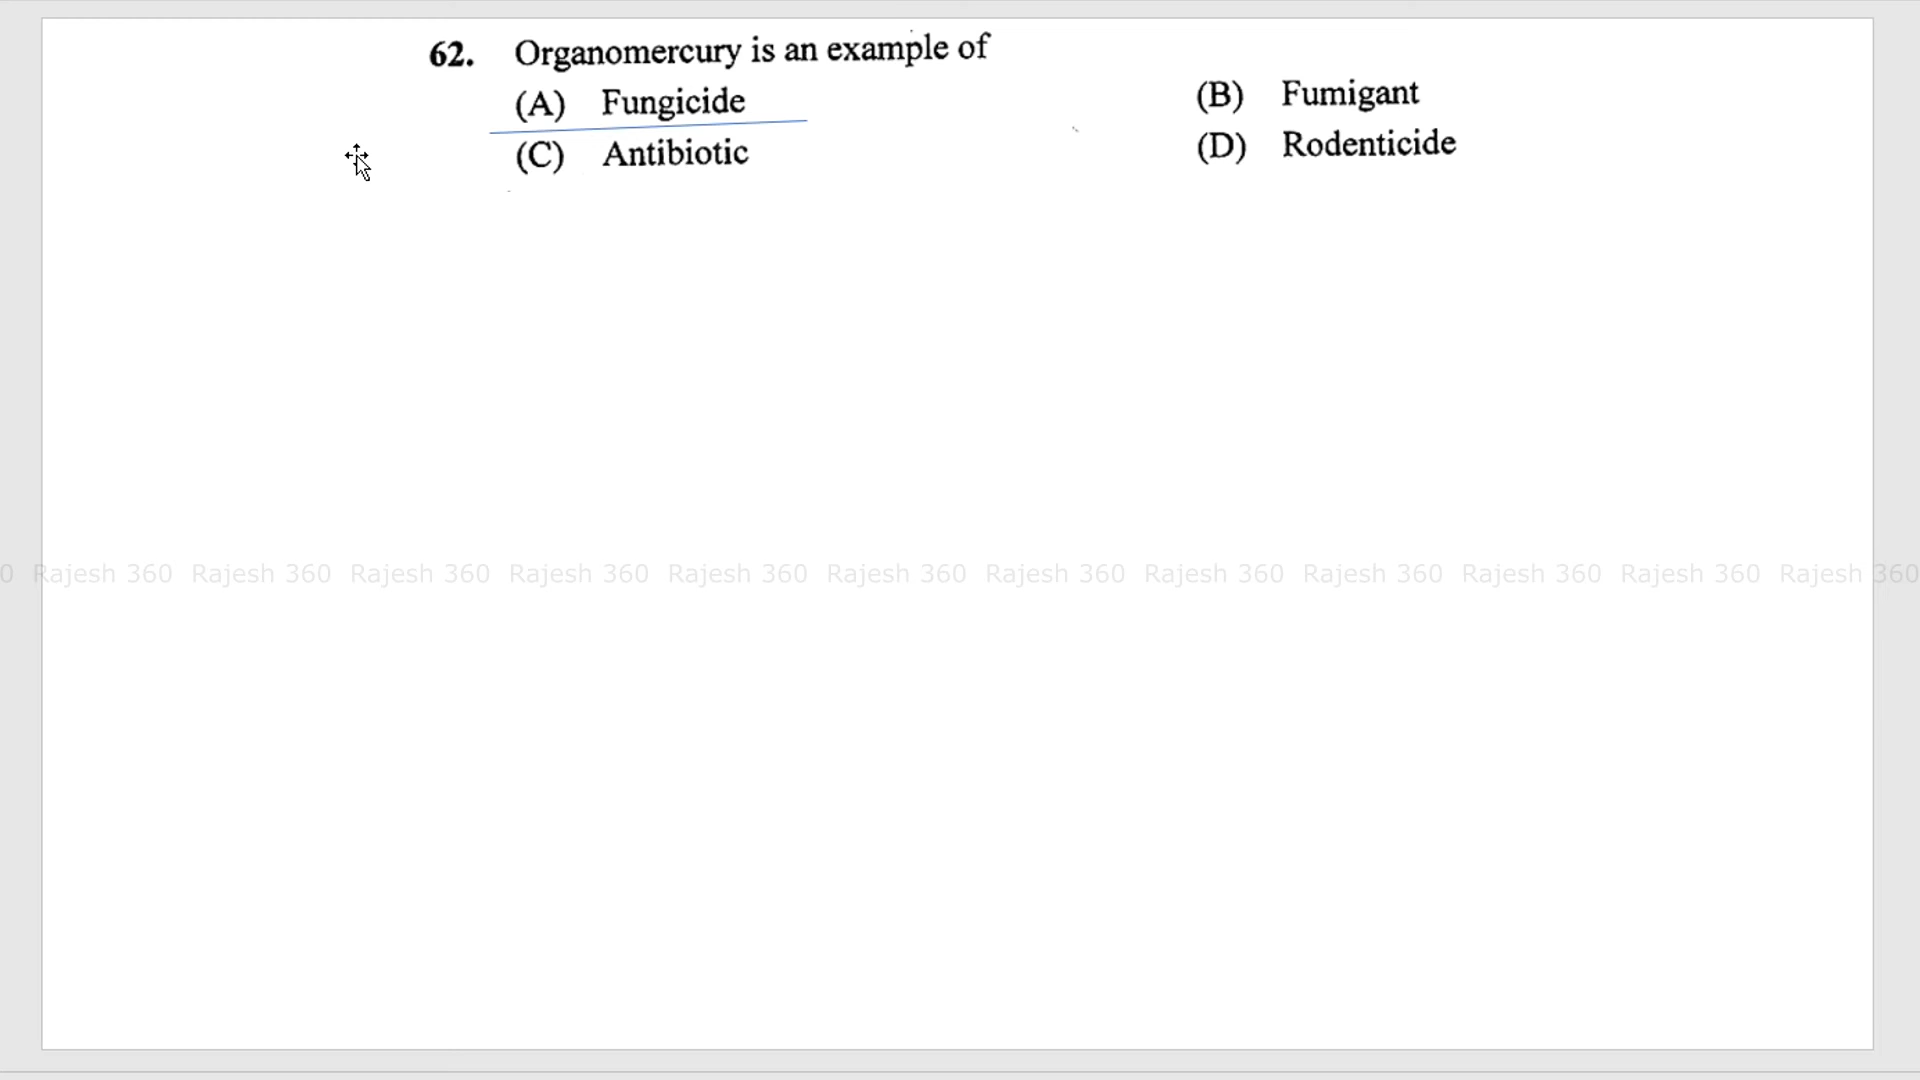 62. Organomercury is an example of
(A) Fungicide (B) Fumigant
(C) Antibiotic (D) Rodenticide
0 Rajesh 360 Rajesh 360 Rajesh 360 Rajesh 360 Rajesh 360 Rajesh 360 Rajesh 360 Rajesh 360 Rajesh 360 Rajesh 360 Rajesh 360 Rajesh 360